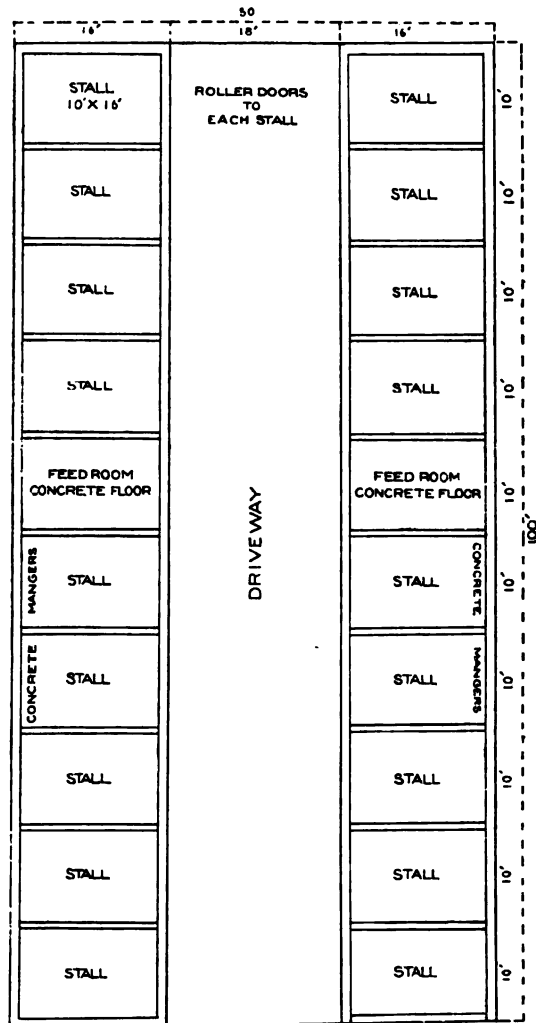 50
16' 18' 16'
STALL
10' X 16'
ROLLER DOORS
TO
EACH STALL
STALL
10'
STALL
STALL
10'
STALL
STALL
10'
STALL
STALL
10'
FEED ROOM
CONCRETE FLOOR
FEED ROOM
CONCRETE FLOOR
10'
DRIVEWAY
100'
MANGERS
STALL
STALL
CONCRETE
10'
CONCRETE
STALL
STALL
MANGERS
10'
STALL
STALL
10'
STALL
STALL
10'
STALL
STALL
10'